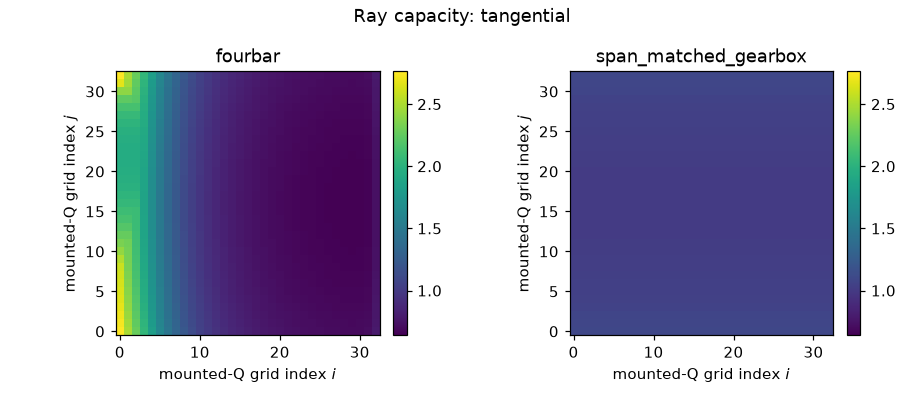 Ray capacity: tangential
fourbar
mounted-Q grid index j
30
25
20
15
10
5
0
0 10 20 30
mounted-Q grid index i
2.5
2.0
1.5
1.0
span_matched_gearbox
mounted-Q grid index j
30
25
20
15
10
5
0
0 10 20 30
mounted-Q grid index i
2.5
2.0
1.5
1.0